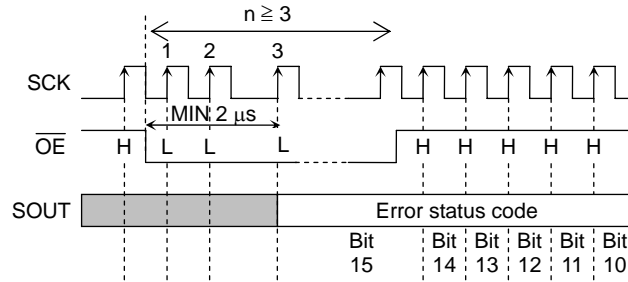 n ≧ 3
1 2 3
SCK
MIN 2 μs
OE
H L L L H H H H H
SOUT
Error status code
Bit 15 Bit 14 Bit 13 Bit 12 Bit 11 Bit 10